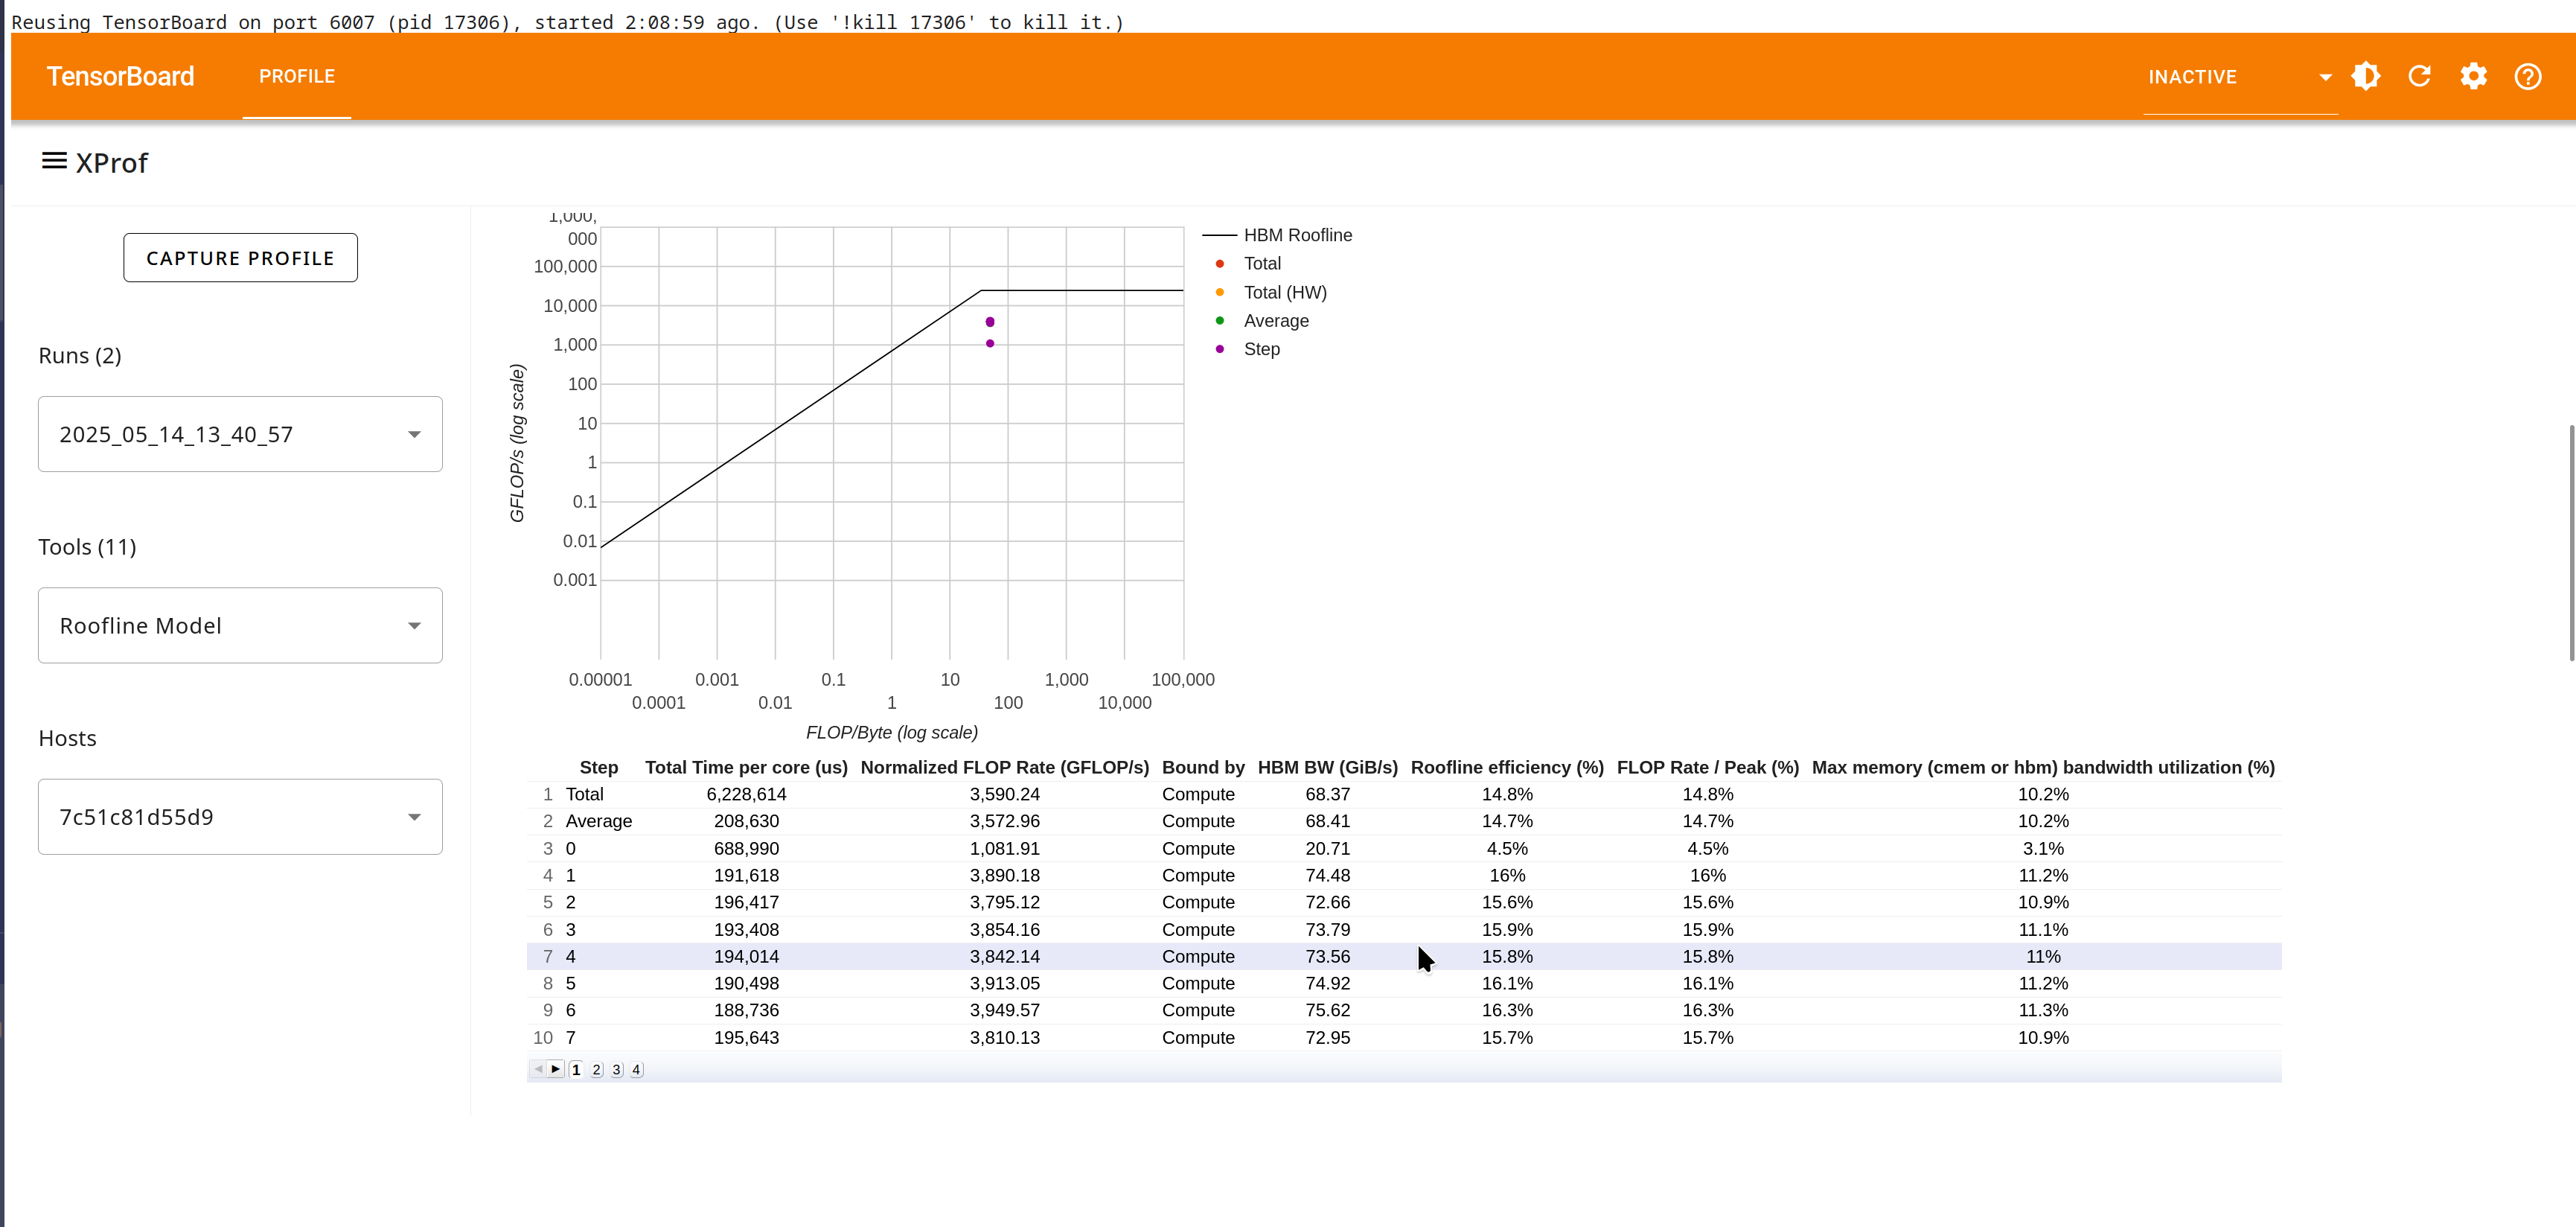 Reusing TensorBoard on port 6007 (pid 17306), started 2:08:59 ago. (Use '!kill 17306' to kill it.)
TensorBoard PROFILE INACTIVE
XProf
CAPTURE PROFILE
Runs (2)
2025_05_14_13_40_57
Tools (11)
Roofline Model
Hosts
7c51c81d55d9
1,000,
000
100,000
10,000
1,000
100
10
1
0.1
0.01
0.001
GFLOP/s (log scale)
HBM Roofline
Total
Total (HW)
Average
Step
0.00001 0.001 0.1 10 1,000 100,000
0.0001 0.01 1 100 10,000
FLOP/Byte (log scale)
Step Total Time per core (us) Normalized FLOP Rate (GFLOP/s) Bound by HBM BW (GiB/s) Roofline efficiency (%) FLOP Rate / Peak (%) Max memory (cmem or hbm) bandwidth utilization (%)
1 Total 6,228,614 3,590.24 Compute 68.37 14.8% 14.8% 10.2%
2 Average 208,630 3,572.96 Compute 68.41 14.7% 14.7% 10.2%
3 0 688,990 1,081.91 Compute 20.71 4.5% 4.5% 3.1%
4 1 191,618 3,890.18 Compute 74.48 16% 16% 11.2%
5 2 196,417 3,795.12 Compute 72.66 15.6% 15.6% 10.9%
6 3 193,408 3,854.16 Compute 73.79 15.9% 15.9% 11.1%
7 4 194,014 3,842.14 Compute 73.56 15.8% 15.8% 11%
8 5 190,498 3,913.05 Compute 74.92 16.1% 16.1% 11.2%
9 6 188,736 3,949.57 Compute 75.62 16.3% 16.3% 11.3%
10 7 195,643 3,810.13 Compute 72.95 15.7% 15.7% 10.9%
1 2 3 4